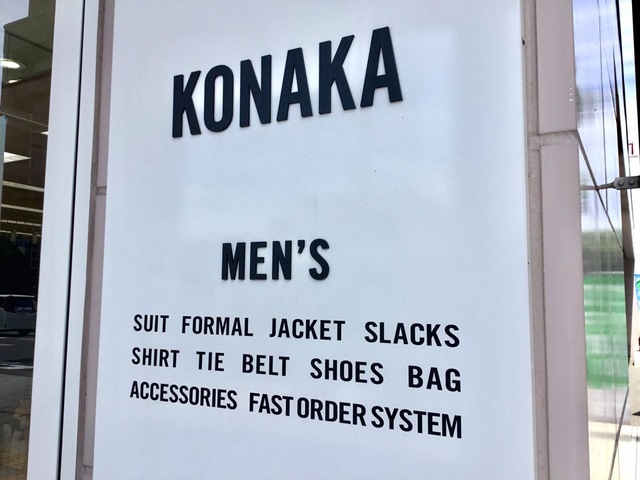 KONAKA
MEN'S
SUIT FORMAL JACKET SLACKS
SHIRT TIE BELT SHOES BAG
ACCESSORIES FAST ORDER SYSTEM